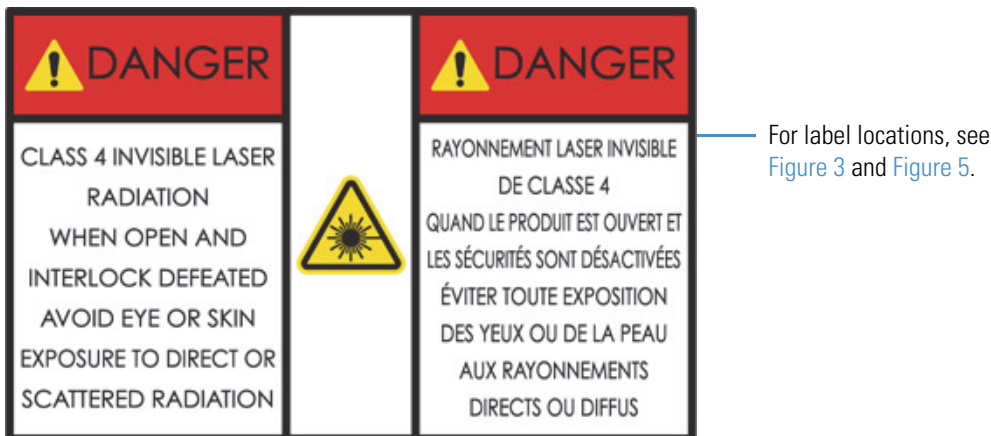 DANGER
CLASS 4 INVISIBLE LASER
RADIATION
WHEN OPEN AND
INTERLOCK DEFEATED
AVOID EYE OR SKIN
EXPOSURE TO DIRECT OR
SCATTERED RADIATION
DANGER
RAYONNEMENT LASER INVISIBLE
DE CLASSE 4
QUAND LE PRODUIT EST OUVERT ET
LES SÉCURITÉS SONT DÉSACTIVÉES
ÉVITER TOUTE EXPOSITION
DES YEUX OU DE LA PEAU
AUX RAYONNEMENTS
DIRECTS OU DIFFUS
For label locations, see
Figure 3 and Figure 5.